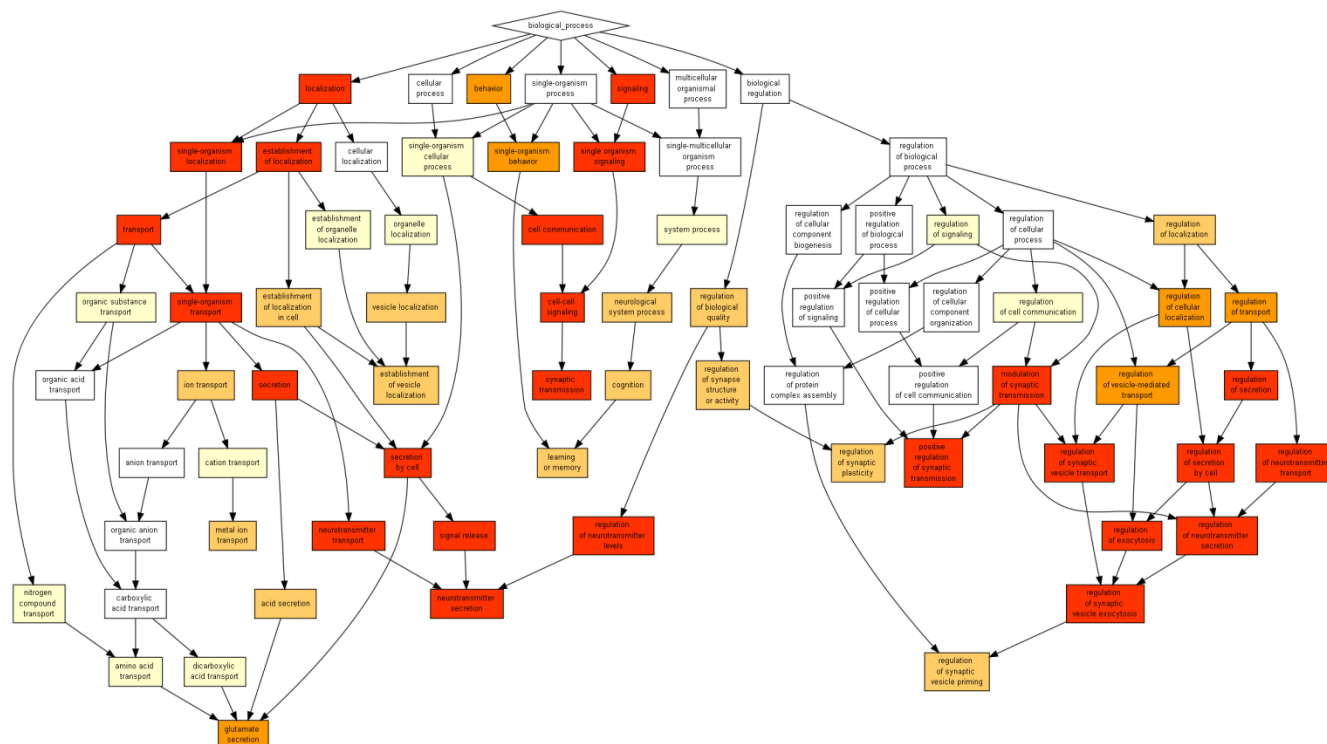 biological_process
localization
cellular
process
behavior
single-organism
process
signaling
multicellular
organismal
process
biological
regulation
single-organism
localization
establishment
of localization
cellular
localization
single-organism
cellular
process
single-organism
behavior
single organism
signaling
single-multicellular
organism
process
regulation
of biological
process
transport
establishment
of organelle
localization
organelle
localization
cell communication
system process
regulation
of cellular
component
biogenesis
positive
regulation
of biological
process
regulation
of signaling
regulation
of cellular
process
regulation
of localization
organic substance
transport
single-organism
transport
establishment
of localization
in cell
vesicle localization
cell-cell
signaling
neurological
system process
regulation
of biological
quality
positive
regulation
of signaling
positive
regulation
of cellular
process
regulation
of cellular
component
organization
regulation
of cell communication
regulation
of cellular
localization
regulation
of transport
organic acid
transport
ion transport
secretion
establishment
of vesicle
localization
synaptic
transmission
cognition
regulation
of synapse
structure
or activity
regulation
of protein
complex assembly
positive
regulation
of cell communication
modulation
of synaptic
transmission
regulation
of vesicle-mediated
transport
regulation
of secretion
anion transport
cation transport
secretion
by cell
learning
or memory
regulation
of synaptic
plasticity
positive
regulation
of synaptic
transmission
regulation
of synaptic
vesicle transport
regulation
of secretion
by cell
regulation
of neurotransmitter
transport
organic anion
transport
metal ion
transport
neurotransmitter
transport
signal release
regulation
of neurotransmitter
levels
regulation
of exocytosis
regulation
of neurotransmitter
secretion
nitrogen
compound
transport
carboxylic
acid transport
acid secretion
neurotransmitter
secretion
regulation
of synaptic
vesicle exocytosis
amino acid
transport
dicarboxylic
acid transport
regulation
of synaptic
vesicle priming
glutamate
secretion